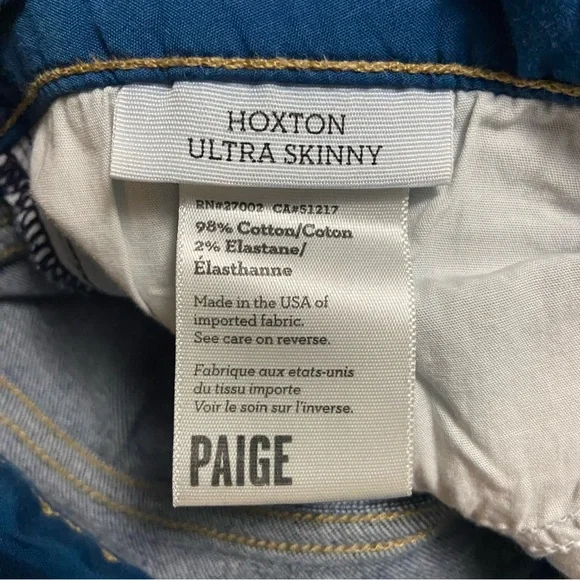 HOXTON
ULTRA SKINNY
RN#27002 CA#51217
98% Cotton/Coton
2% Elastane/
Élasthanne
Made in the USA of
imported fabric.
See care on reverse.
Fabrique aux etats-unis
du tissu importe
Voir le soin sur l'inverse.
PAIGE